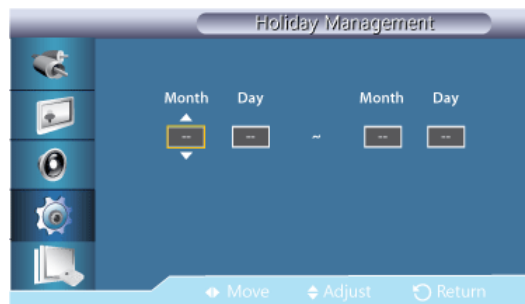 Holiday Management
Month Day Month Day
-- -- ~ -- --
Move Adjust Return